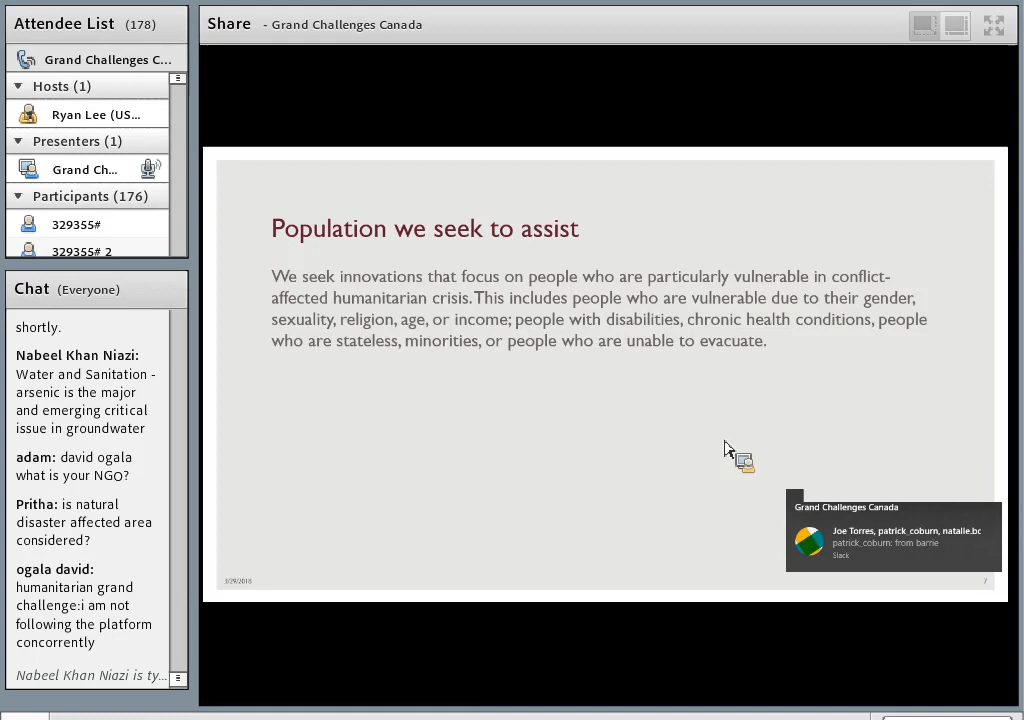 Attendee List (178)
Grand Challenges C...
Hosts (1)
Ryan Lee (US...
Presenters (1)
Grand Ch...
Participants (176)
329355#
329355# 2
Chat (Everyone)
shortly.
Nabeel Khan Niazi:
Water and Sanitation -
arsenic is the major
and emerging critical
issue in groundwater
adam: david ogala
what is your NGO?
Pritha: is natural
disaster affected area
considered?
ogala david:
humanitarian grand
challenge:i am not
following the platform
concorrently
Nabeel Khan Niazi is ty...
Share - Grand Challenges Canada
Population we seek to assist
We seek innovations that focus on people who are particularly vulnerable in conflict-
affected humanitarian crisis. This includes people who are vulnerable due to their gender,
sexuality, religion, age, or income; people with disabilities, chronic health conditions, people
who are stateless, minorities, or people who are unable to evacuate.
Grand Challenges Canada
Joe Torres, patrick_coburn, natalie.bc
patrick_coburn: from barrie
Slack
3/29/2018
7